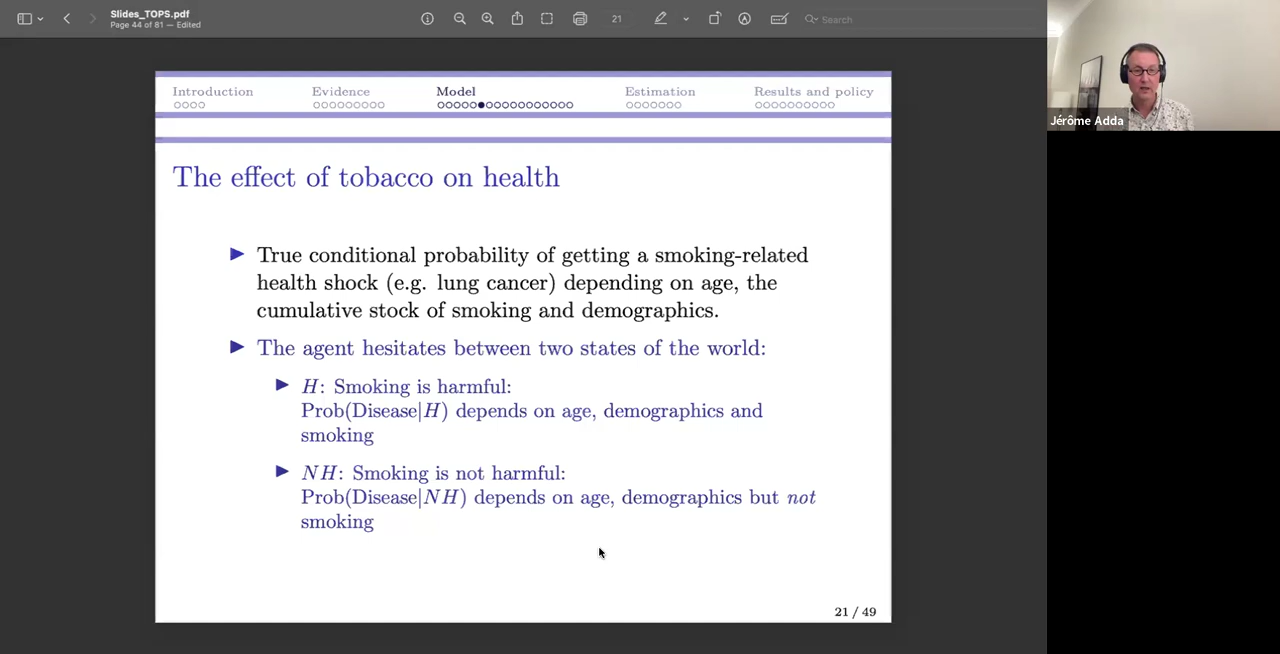 Slides_TOPS.pdf
Page 44 of 81 — Edited
21
Search
Jérôme Adda
Introduction Evidence Model Estimation Results and policy
The effect of tobacco on health
True conditional probability of getting a smoking-related
health shock (e.g. lung cancer) depending on age, the
cumulative stock of smoking and demographics.
The agent hesitates between two states of the world:
H: Smoking is harmful:
Prob(Disease|H) depends on age, demographics and
smoking
NH: Smoking is not harmful:
Prob(Disease|NH) depends on age, demographics but not
smoking
21 / 49